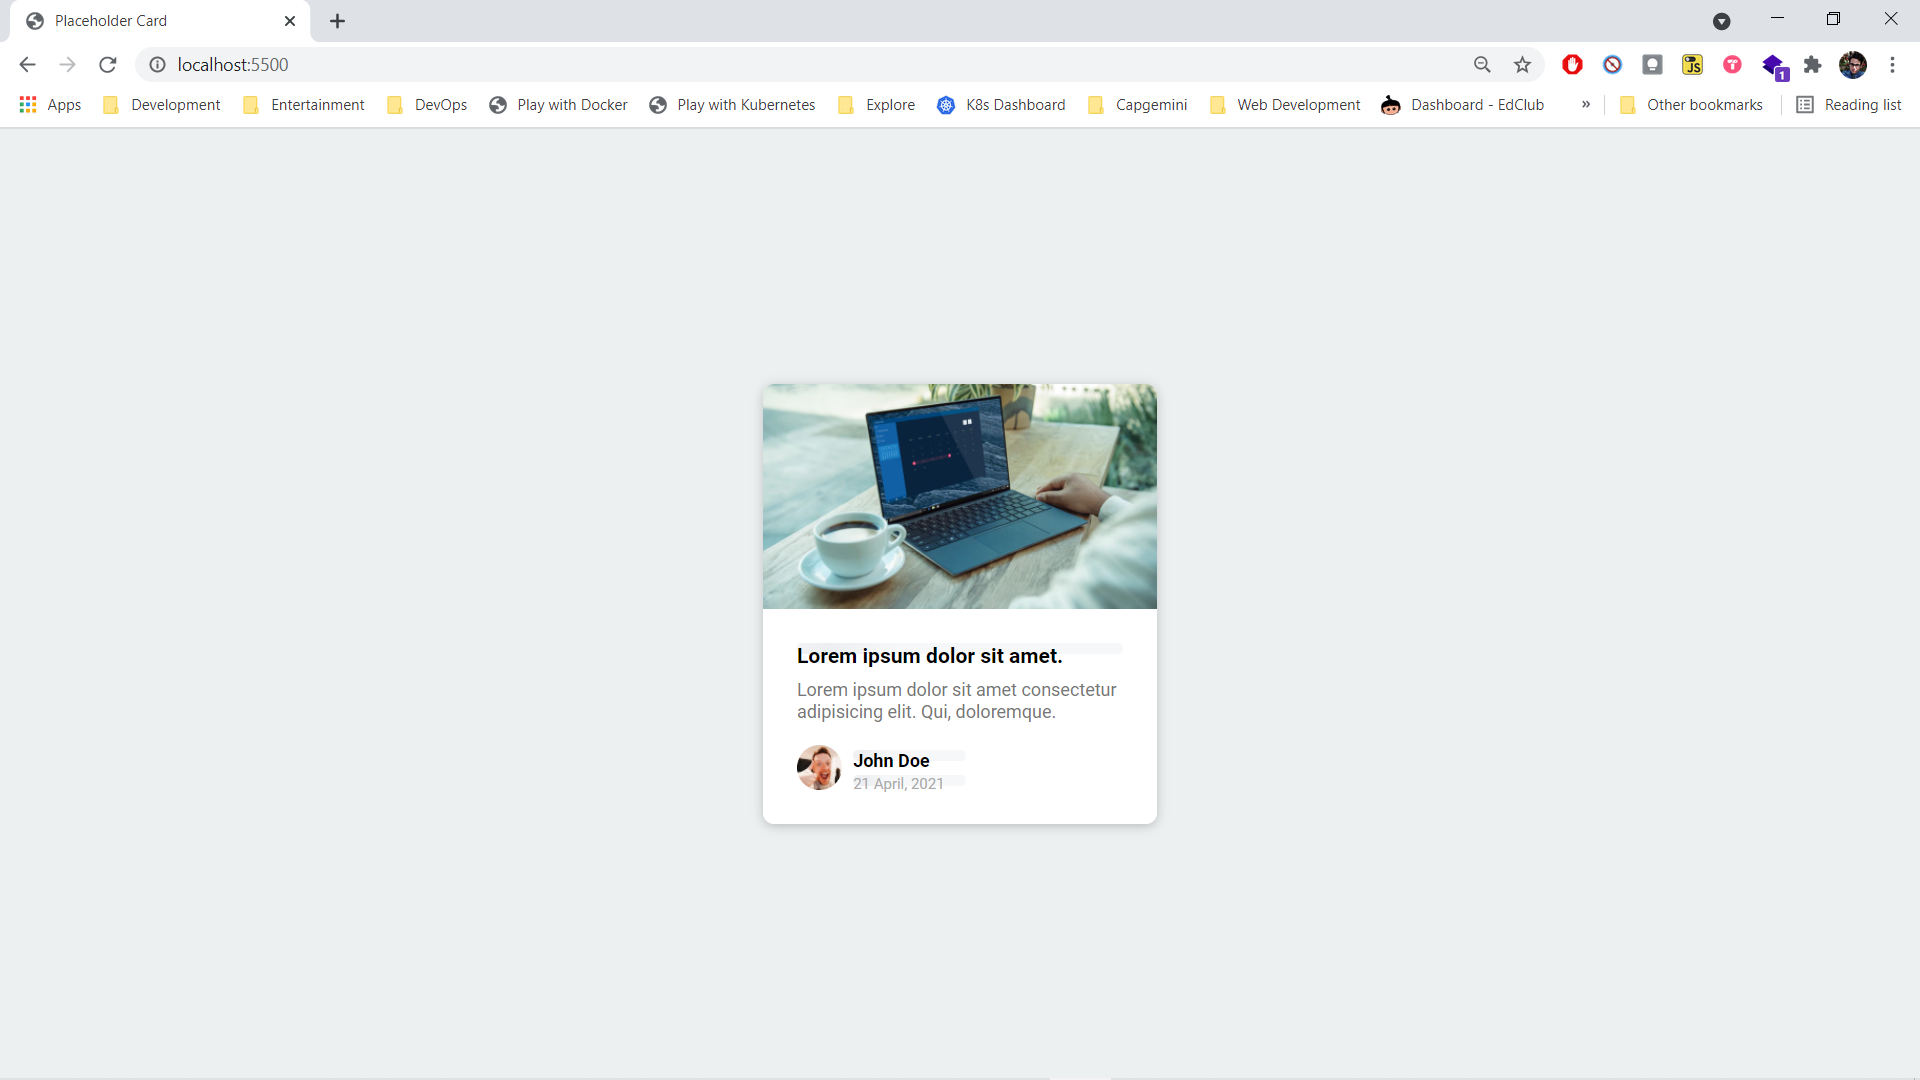 Placeholder Card
localhost:5500
JS
1
Apps Development Entertainment DevOps Play with Docker Play with Kubernetes Explore K8s Dashboard Capgemini Web Development Dashboard - EdClub » Other bookmarks Reading list
Lorem ipsum dolor sit amet.
Lorem ipsum dolor sit amet consectetur
adipisicing elit. Qui, doloremque.
John Doe
21 April, 2021